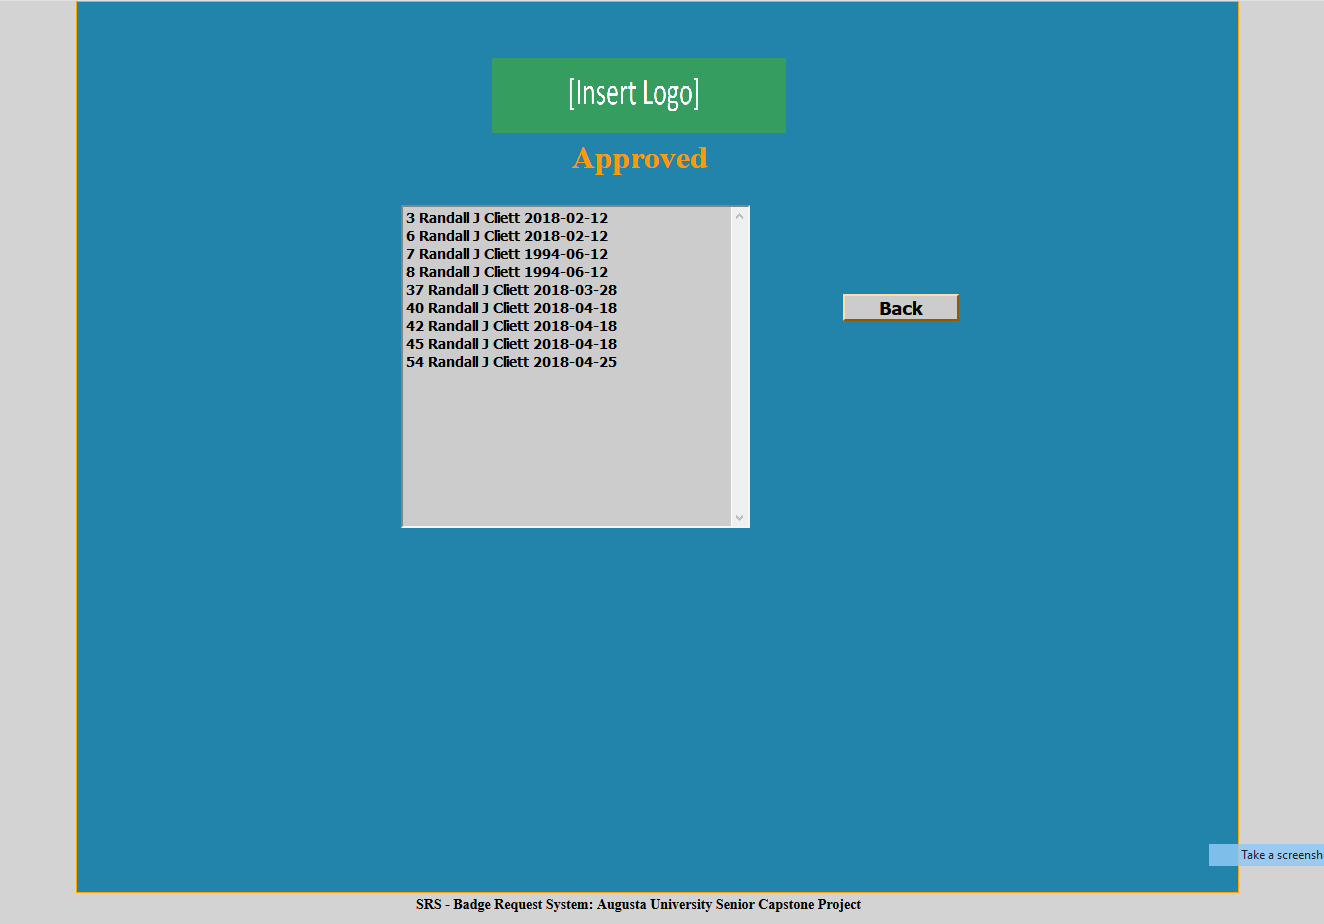 [Insert Logo]
Approved
3 Randall J Cliett 2018-02-12
6 Randall J Cliett 2018-02-12
7 Randall J Cliett 1994-06-12
8 Randall J Cliett 1994-06-12
37 Randall J Cliett 2018-03-28
40 Randall J Cliett 2018-04-18
42 Randall J Cliett 2018-04-18
45 Randall J Cliett 2018-04-18
54 Randall J Cliett 2018-04-25
Back
Take a screensh
SRS - Badge Request System: Augusta University Senior Capstone Project